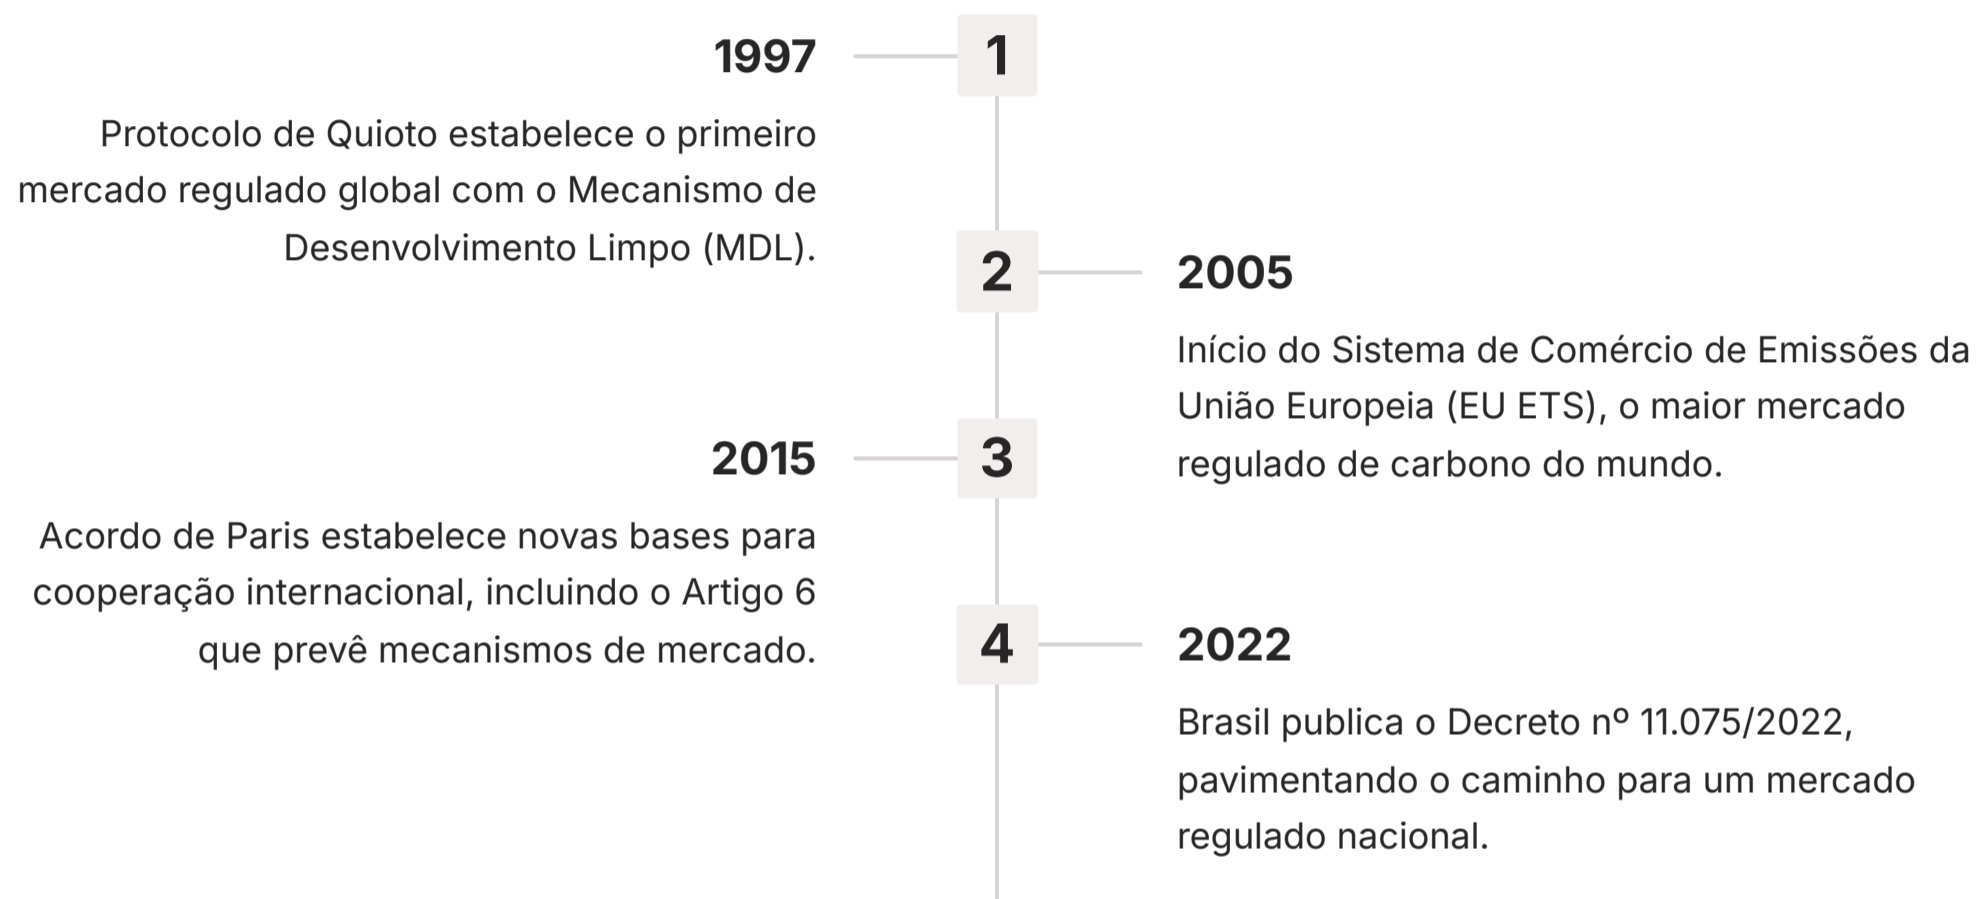 1
1997
Protocolo de Quioto estabelece o primeiro
mercado regulado global com o Mecanismo de
Desenvolvimento Limpo (MDL).
2
2005
Início do Sistema de Comércio de Emissões da
União Europeia (EU ETS), o maior mercado
regulado de carbono do mundo.
3
2015
Acordo de Paris estabelece novas bases para
cooperação internacional, incluindo o Artigo 6
que prevê mecanismos de mercado.
4
2022
Brasil publica o Decreto nº 11.075/2022,
pavimentando o caminho para um mercado
regulado nacional.